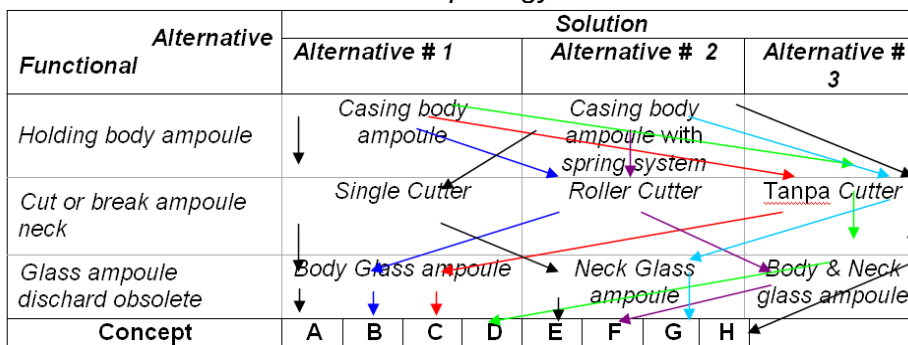 Solution
Alternative
Functional
Alternative # 1
Alternative # 2
Alternative #
3
Holding body ampoule
Casing body
ampoule
Casing body
ampoule with
spring system
Cut or break ampoule
neck
Single Cutter
Roller Cutter
Tanpa Cutter
Glass ampoule
dischard obsolete
Body Glass ampoule
Neck Glass
ampoule
Body & Neck
glass ampoule
Concept
A B C D E F G H